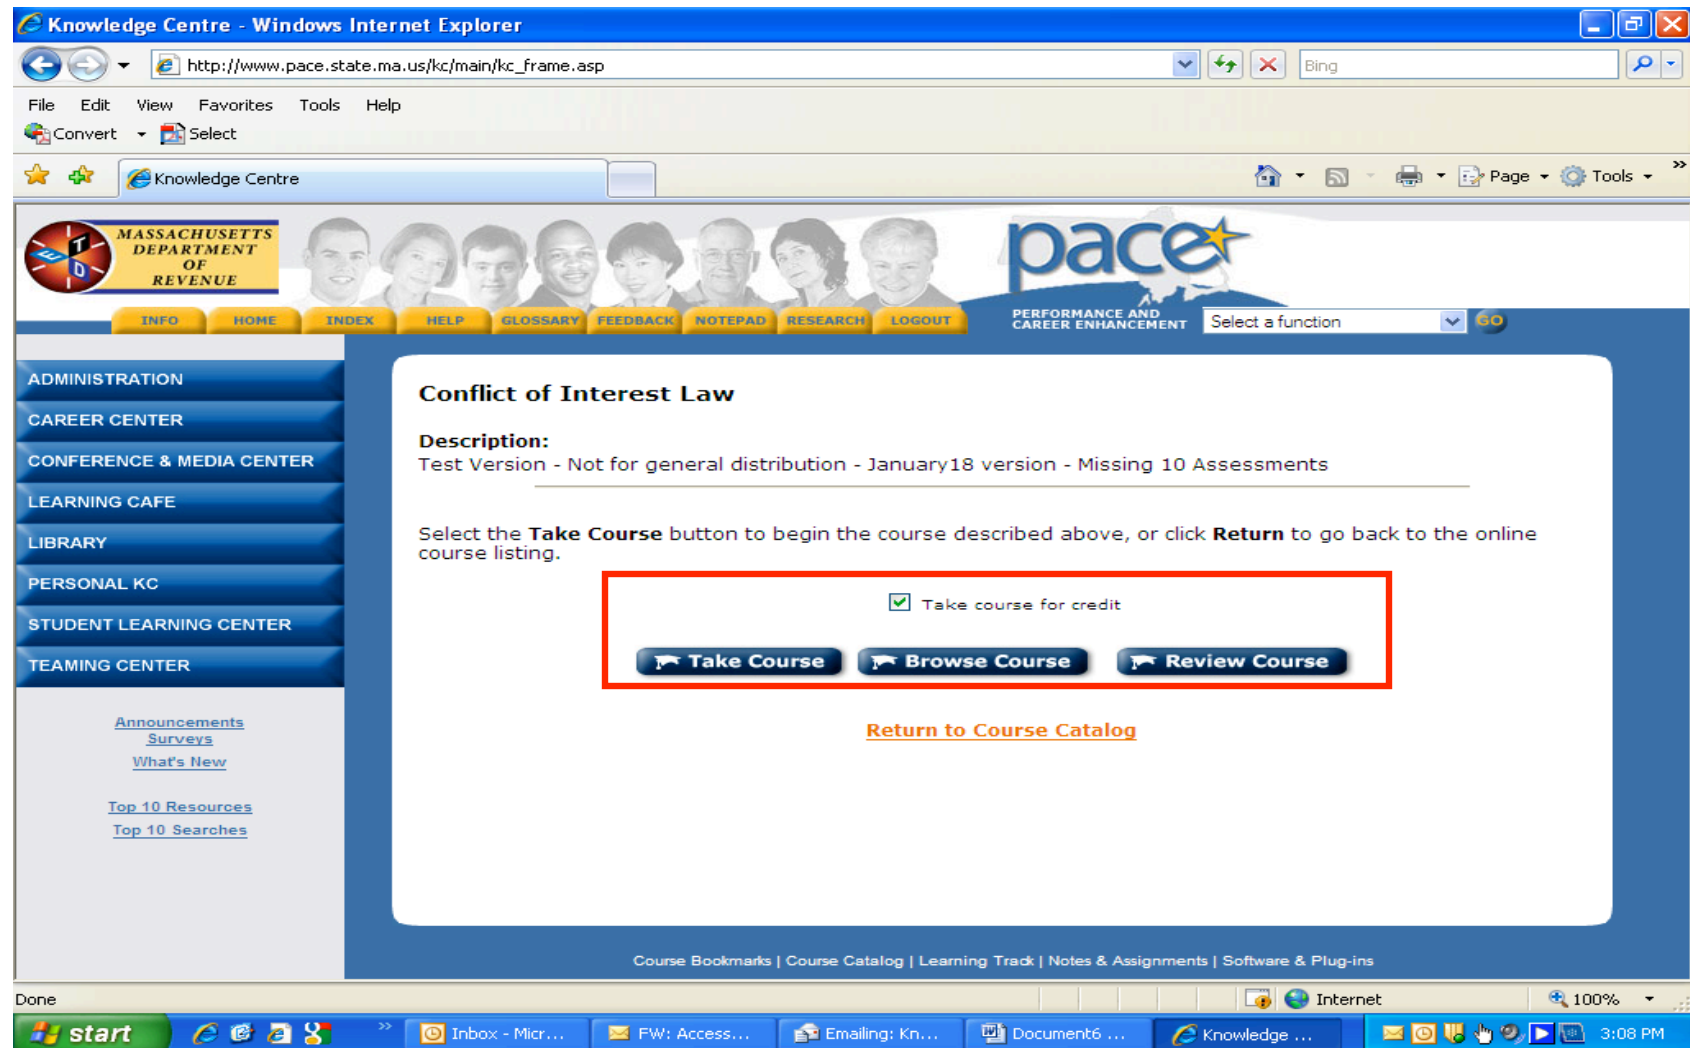 Knowledge Centre - Windows Internet Explorer
http://www.pace.state.ma.us/kc/main/kc_frame.asp
Bing
File Edit View Favorites Tools Help
Convert Select
Knowledge Centre
Page Tools »
MASSACHUSETTS
DEPARTMENT
OF
REVENUE
TED
pace
INFO HOME INDEX HELP GLOSSARY FEEDBACK NOTEPAD RESEARCH LOGOUT
PERFORMANCE AND
CAREER ENHANCEMENT
Select a function GO
ADMINISTRATION
CAREER CENTER
CONFERENCE & MEDIA CENTER
LEARNING CAFE
LIBRARY
PERSONAL KC
STUDENT LEARNING CENTER
TEAMING CENTER
Announcements
Surveys
What's New
Top 10 Resources
Top 10 Searches
Conflict of Interest Law
Description:
Test Version - Not for general distribution - January18 version - Missing 10 Assessments
Select the Take Course button to begin the course described above, or click Return to go back to the online
course listing.
Take course for credit
Take Course Browse Course Review Course
Return to Course Catalog
Course Bookmarks | Course Catalog | Learning Track | Notes & Assignments | Software & Plug-ins
Done Internet 100%
start » Inbox - Micr... FW: Access... Emailing: Kn... Document6 ... Knowledge ... 3:08 PM